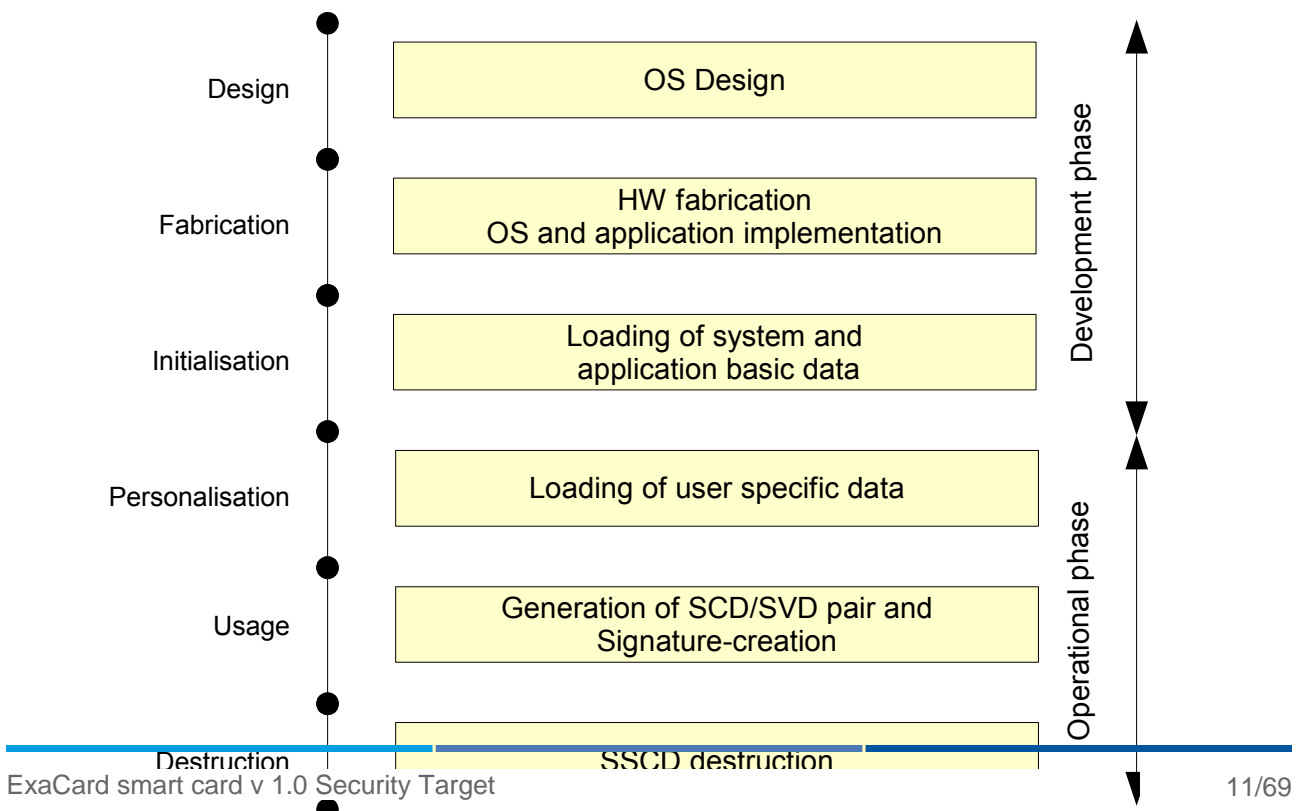 Design
OS Design
Fabrication
HW fabrication
OS and application implementation
Initialisation
Loading of system and
application basic data
Development phase
Personalisation
Loading of user specific data
Usage
Generation of SCD/SVD pair and
Signature-creation
Destruction
SSCD destruction
Operational phase
ExaCard smart card v 1.0 Security Target
11/69